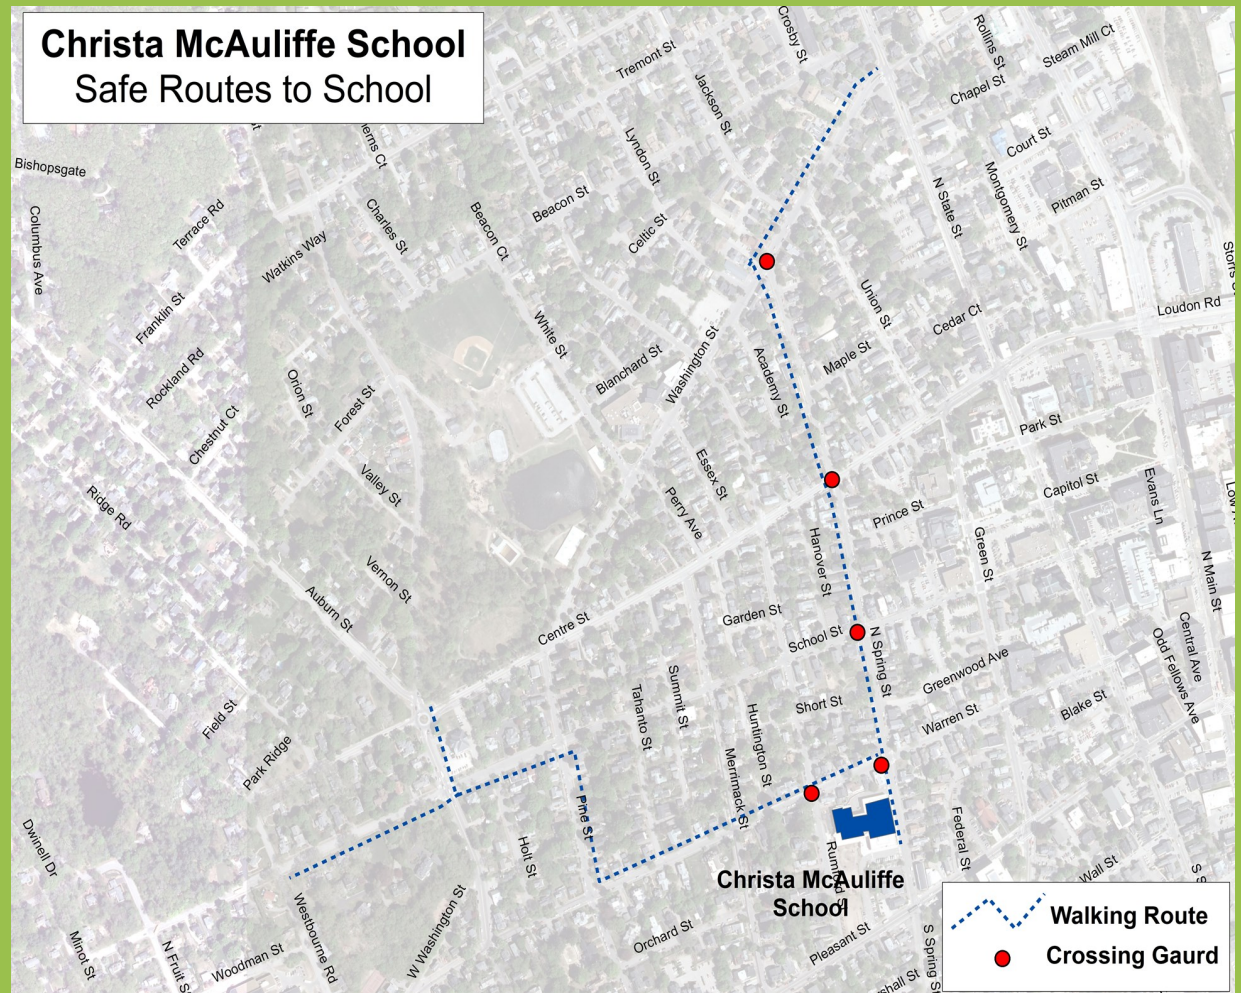 Christa McAuliffe School
Safe Routes to School
Crosby St
Rollins St
Steam Mill Ct
Tremont St
Jackson St
Chapel St
Court St
Lyndon St
Bishopsgate
Montgomery St
Pitman St
N State St
Beacon St
Beacon Ct
Celtic St
Charles St
Terrace Rd
Columbus Ave
Watkins Way
Franklin St
Union St
Cedar Ct
Loudon Rd
White St
Washington St
Maple St
Blanchard St
Academy St
Rockland Rd
Orion St
Forest St
Chestnut Ct
Park St
Essex St
Capitol St
Evans Ln
Valley St
Perry Ave
Prince St
Ridge Rd
Hanover St
Green St
Vernon St
N Main St
Auburn St
Centre St
Garden St
School St
N Spring St
Central Ave
Odd Fellows Ave
Greenwood Ave
Summit St
Tahanto St
Short St
Blake St
Warren St
Field St
Huntington St
Park Ridge
Merrimack St
Pine St
Dwinell Dr
Holt St
Federal St
Wall St
Christa McAuliffe
School
Westbourne Rd
W Washington St
Orchard St
Pleasant St
S Spring St
Minot St
N Fruit S
Woodman St
Walking Route
Crossing Gaurd